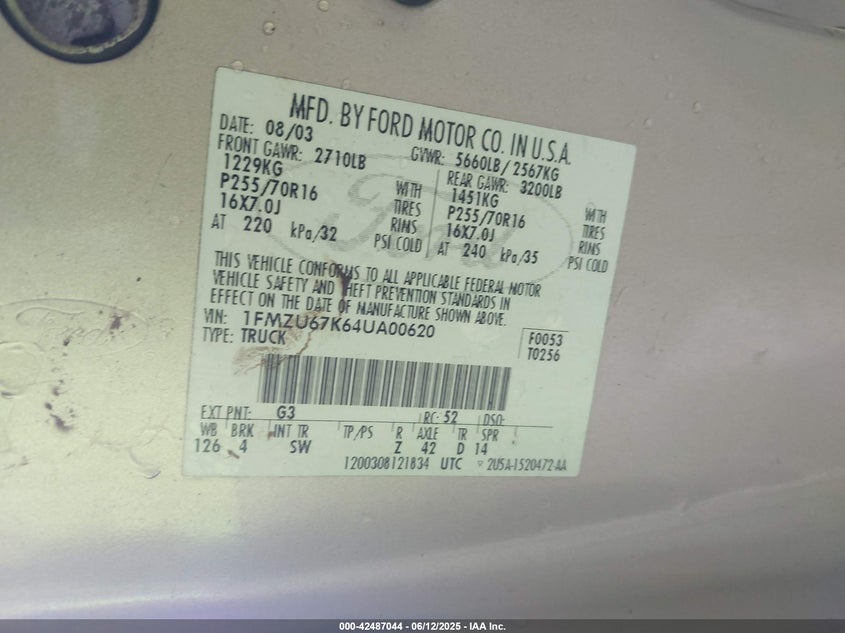 MFD. BY FORD MOTOR CO. IN U.S.A.
DATE: 08/03 GVWR: 5660LB/2567KG
FRONT GAWR: 2710LB REAR GAWR: 3200LB
1229KG WITH 1451KG WITH
P255/70R16 TIRES P255/70R16 TIRES
16X7.0J RIMS 16X7.0J RIMS
AT 220 kPa/32 PSI COLD AT 240 kPa/35 PSI COLD
Ford
THIS VEHICLE CONFORMS TO ALL APPLICABLE FEDERAL MOTOR
VEHICLE SAFETY AND THEFT PREVENTION STANDARDS IN
EFFECT ON THE DATE OF MANUFACTURE SHOWN ABOVE.
VIN: 1FMZU67K64UA00620
TYPE: TRUCK
F0053
T0256
EXT PNT: G3 RC: 52 DSO:
WB BRK INT TR TP/PS R AXLE TR SPR
126 4 SW Z 42 D 14
1200308121834 UTC ▽ 2U5A-1520472-AA
Ford
000-42487044 - 06/12/2025 - IAA Inc.